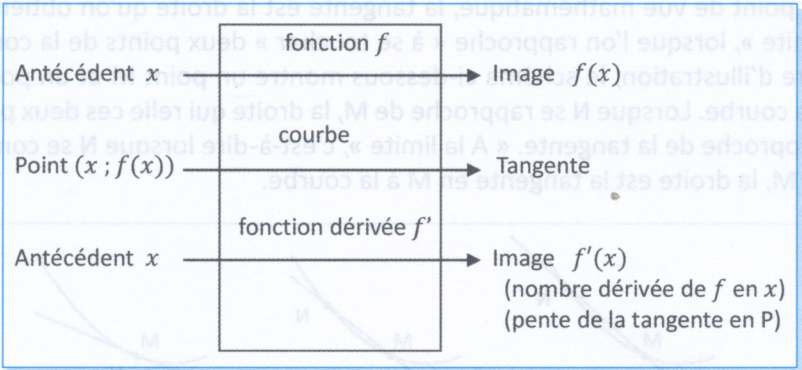 fonction f
Antécédent x Image f(x)
courbe
Point (x ; f(x)) Tangente
fonction dérivée f'
Antécédent x Image f'(x)
(nombre dérivée de f en x)
(pente de la tangente en P)